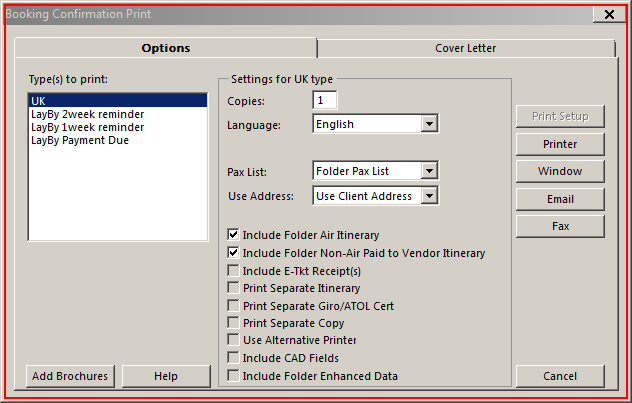 Booking Confirmation Print
Options
Cover Letter
Type(s) to print:
UK
LayBy 2week reminder
LayBy 1week reminder
LayBy Payment Due
Settings for UK type
Copies: 1
Language: English
Pax List: Folder Pax List
Use Address: Use Client Address
Include Folder Air Itinerary
Include Folder Non-Air Paid to Vendor Itinerary
Include E-Tkt Receipt(s)
Print Separate Itinerary
Print Separate Giro/ATOL Cert
Print Separate Copy
Use Alternative Printer
Include CAD Fields
Include Folder Enhanced Data
Print Setup
Printer
Window
Email
Fax
Add Brochures
Help
Cancel